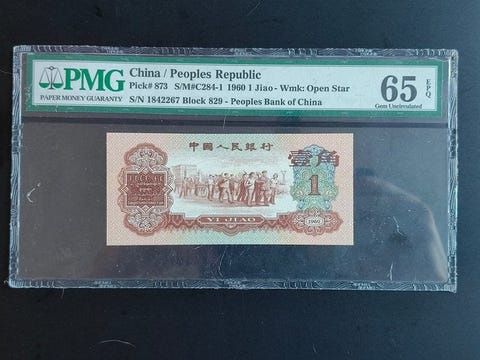 PMG
PAPER MONEY GUARANTY
China / Peoples Republic
Pick# 873 S/M#C284-1 1960 1 Jiao - Wmk: Open Star
S/N 1842267 Block 829 - Peoples Bank of China
65 EPQ
Gem Uncirculated
中国人民银行
壹角
1
YI JIAO
1960